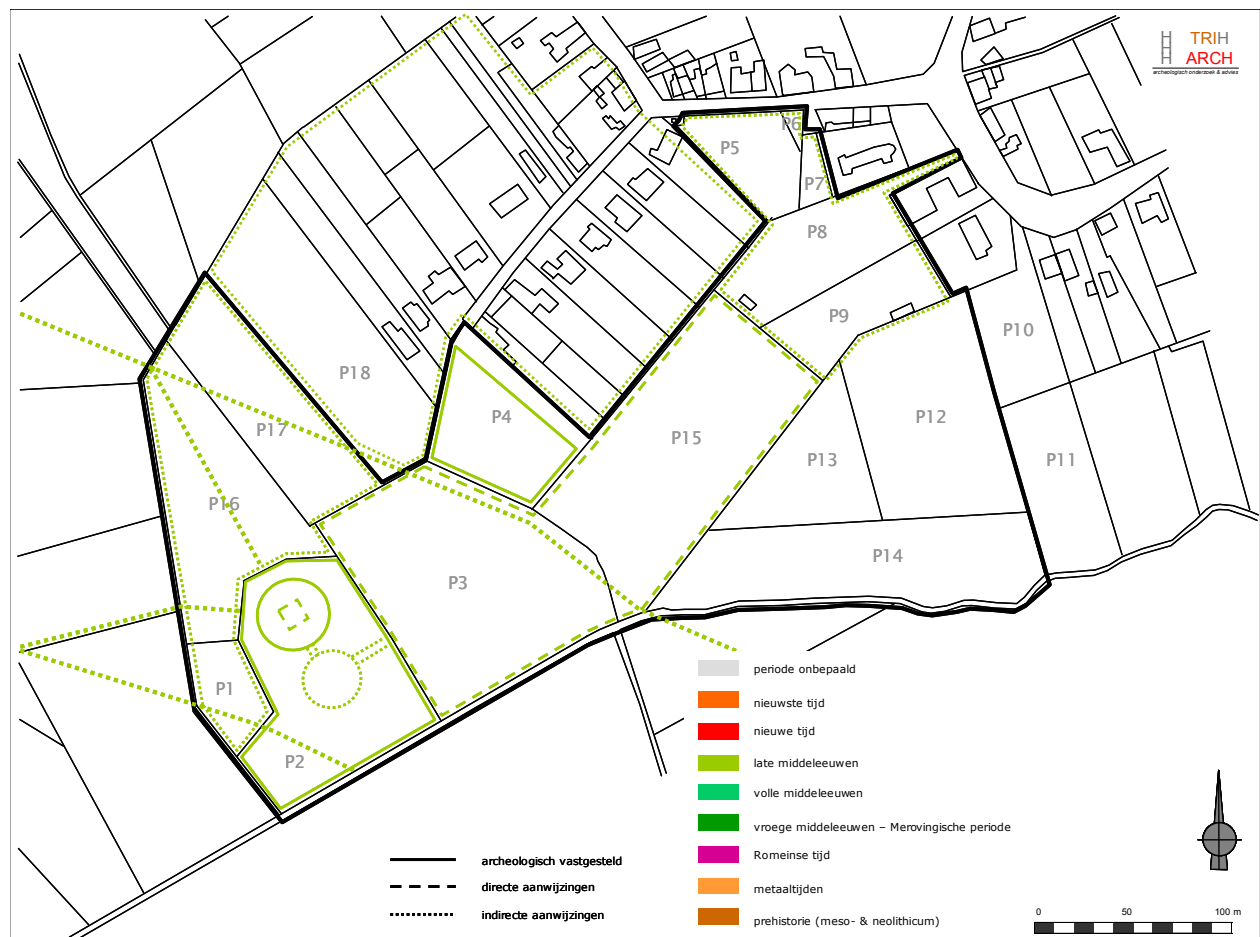 TRIH
ARCH
archeologisch onderzoek & advies
P6
P5
P7
P8
P9
P10
P18
P4
P15
P12
P17
P13
P11
P16
P14
P3
P1
P2
periode onbepaald
nieuwste tijd
nieuwe tijd
late middeleeuwen
volle middeleeuwen
vroege middeleeuwen – Merovingische periode
Romeinse tijd
metaaltijden
prehistorie (meso- & neolithicum)
archeologisch vastgesteld
directe aanwijzingen
indirecte aanwijzingen
0 50 100 m